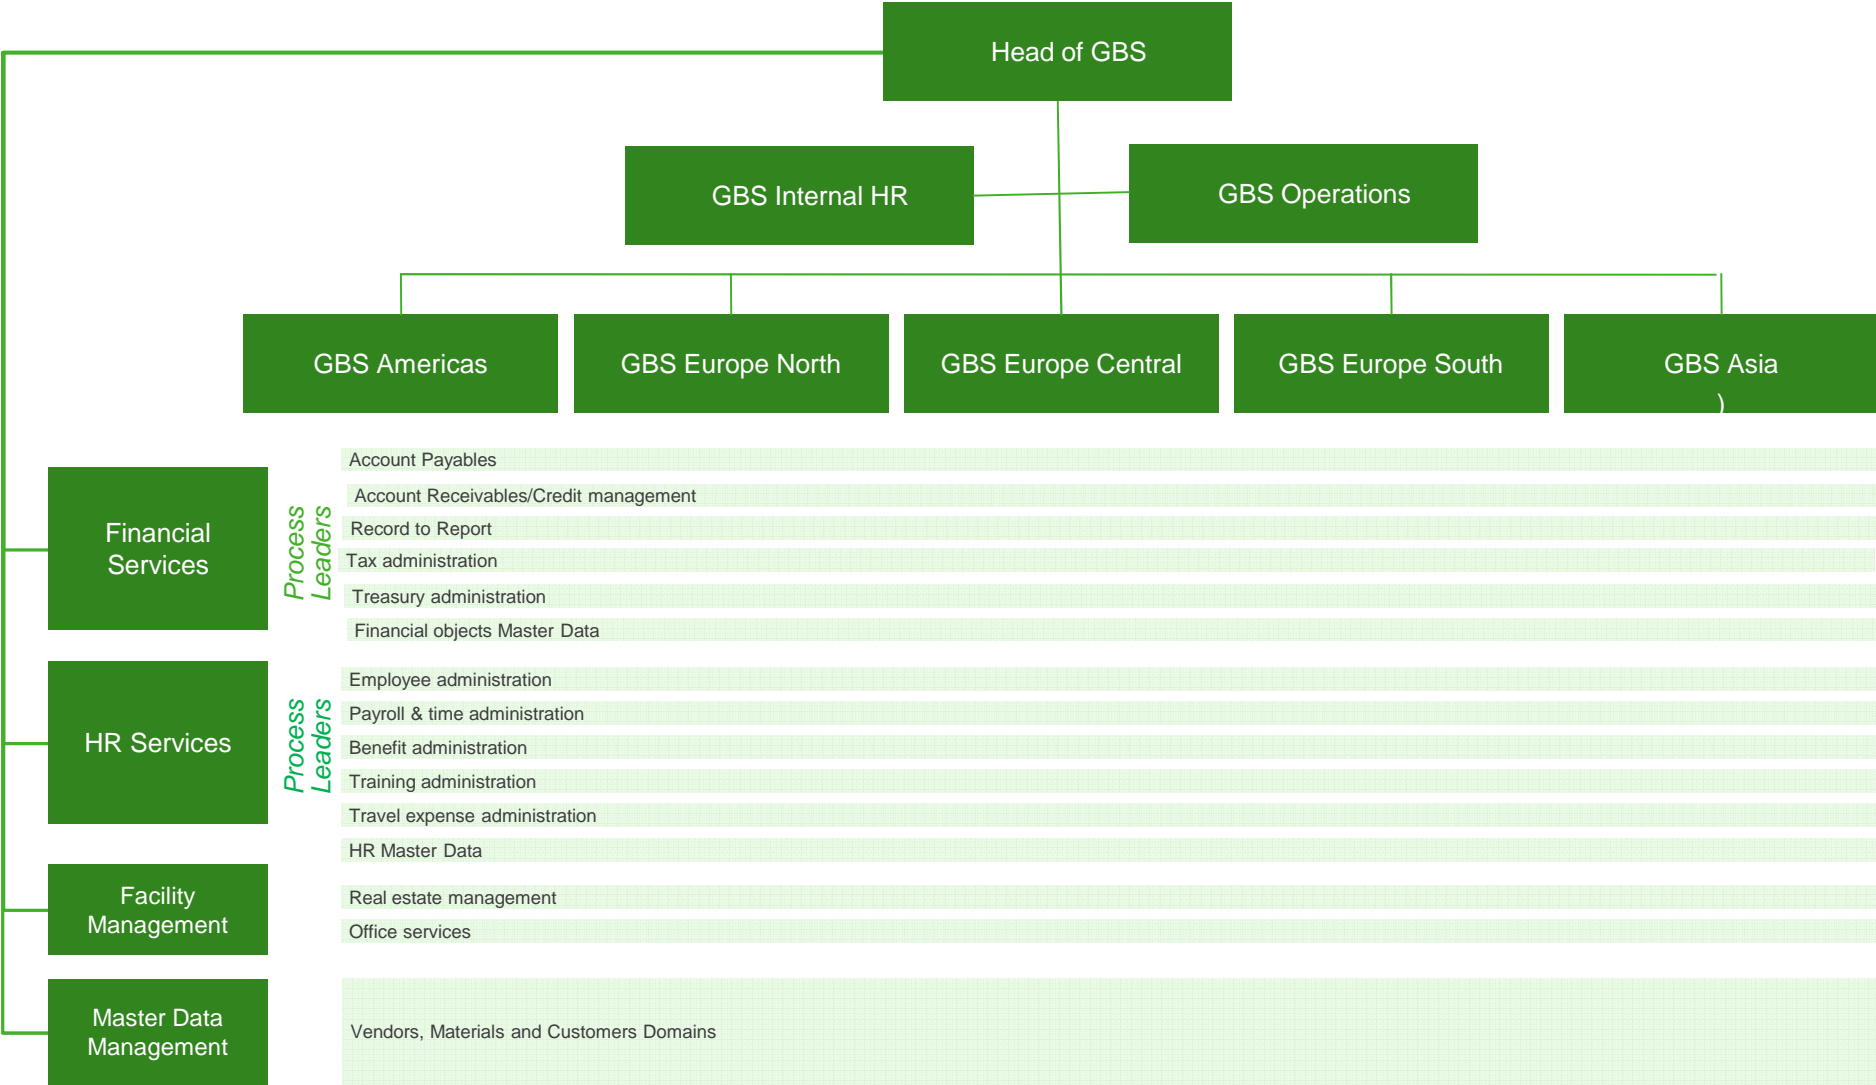 Head of GBS
GBS Internal HR
GBS Operations
GBS Americas
GBS Europe North
GBS Europe Central
GBS Europe South
GBS Asia
)
Financial
Services
Process
Leaders
Account Payables
Account Receivables/Credit management
Record to Report
Tax administration
Treasury administration
Financial objects Master Data
HR Services
Process
Leaders
Employee administration
Payroll & time administration
Benefit administration
Training administration
Travel expense administration
HR Master Data
Facility
Management
Real estate management
Office services
Master Data
Management
Vendors, Materials and Customers Domains